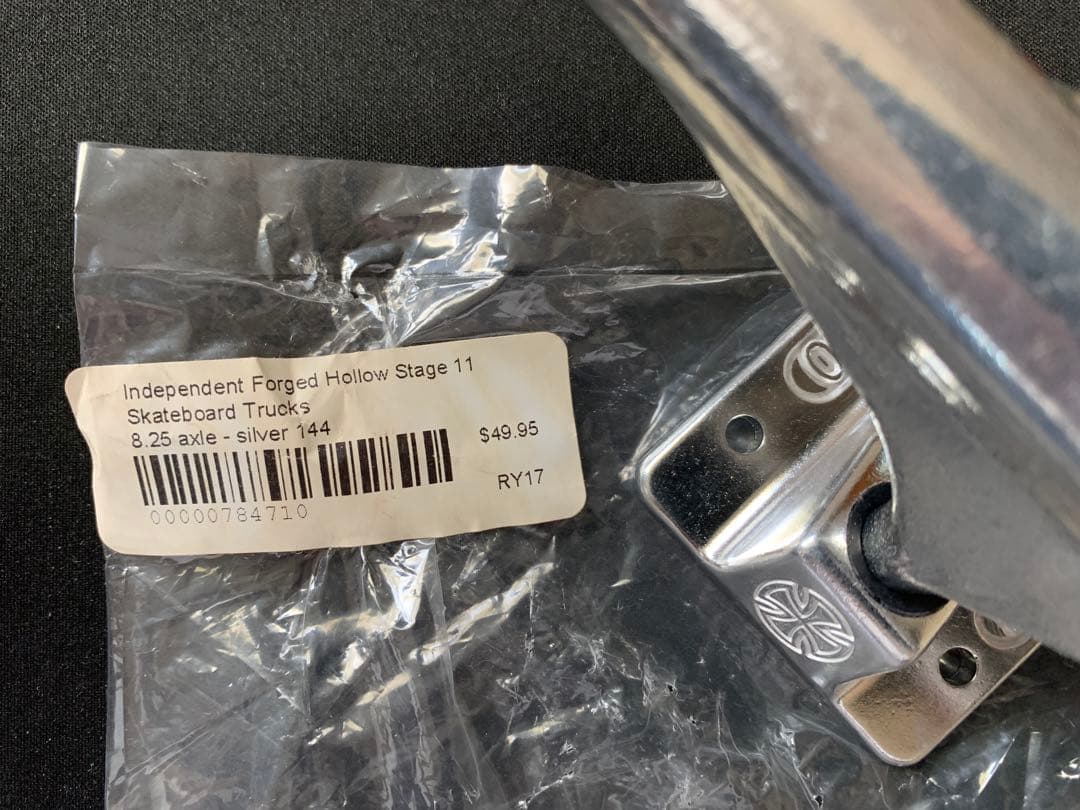 Independent Forged Hollow Stage 11
Skateboard Trucks
8.25 axle - silver 144
$49.95
RY17
00000784710